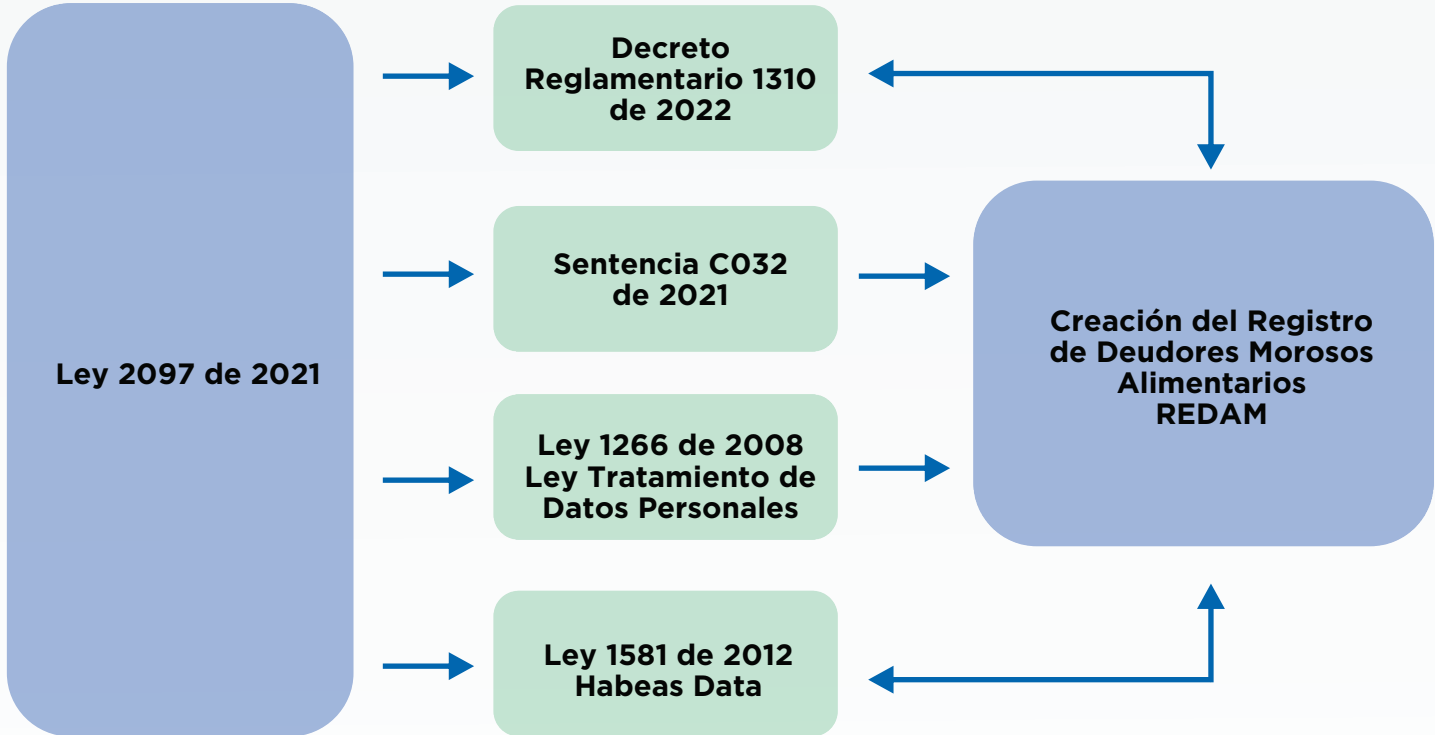 Ley 2097 de 2021
Decreto
Reglamentario 1310
de 2022
Sentencia C032
de 2021
Ley 1266 de 2008
Ley Tratamiento de
Datos Personales
Ley 1581 de 2012
Habeas Data
Creación del Registro
de Deudores Morosos
Alimentarios
REDAM